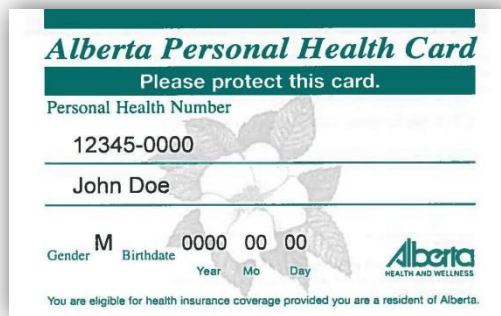 Alberta Personal Health Card
Please protect this card.
Personal Health Number
12345-0000
John Doe
Gender M Birthdate 0000 00 00
Year Mo Day
Alberta
HEALTH AND WELLNESS
You are eligible for health insurance coverage provided you are a resident of Alberta.